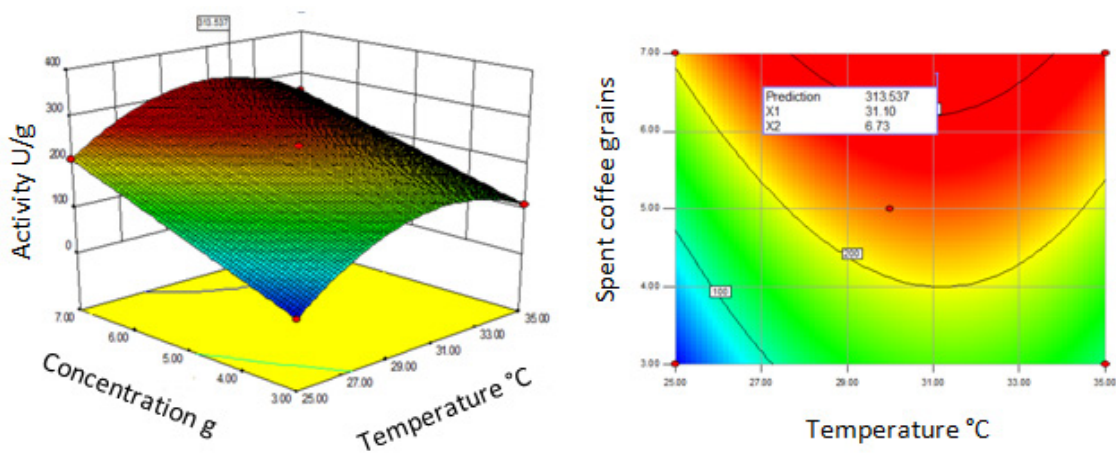 313.537
400
300
200
100
0
Activity U/g
7.00
6.00
5.00
4.00
3.00
Concentration g
25.00
27.00
29.00
31.00
33.00
35.00
Temperature °C
7.00
6.00
5.00
4.00
3.00
Spent coffee grains
Prediction 313.537
X1 31.10
X2 6.73
200
100
25.00 27.00 29.00 31.00 33.00 35.00
Temperature °C